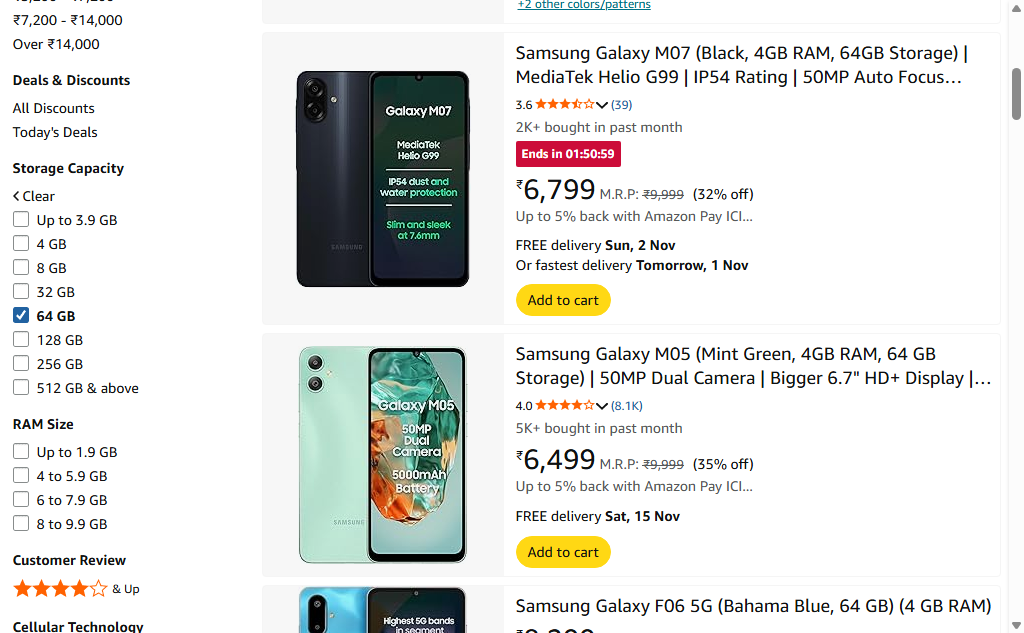 ₹7,200 - ₹14,000
Over ₹14,000
Deals & Discounts
All Discounts
Today's Deals
Storage Capacity
Clear
Up to 3.9 GB
4 GB
8 GB
32 GB
64 GB
128 GB
256 GB
512 GB & above
RAM Size
Up to 1.9 GB
4 to 5.9 GB
6 to 7.9 GB
8 to 9.9 GB
Customer Review
& Up
Cellular Technology
+2 other colors/patterns
Galaxy M07
MediaTek
Helio G99
IP54 dust and
water protection
Slim and sleek
at 7.6mm
SAMSUNG
Samsung Galaxy M07 (Black, 4GB RAM, 64GB Storage) |
MediaTek Helio G99 | IP54 Rating | 50MP Auto Focus…
3.6 (39)
2K+ bought in past month
Ends in 01:50:59
₹6,799 M.R.P: ₹9,999 (32% off)
Up to 5% back with Amazon Pay ICI…
FREE delivery Sun, 2 Nov
Or fastest delivery Tomorrow, 1 Nov
Add to cart
Galaxy M05
50MP
Dual
Camera
5000mAh
Battery
SAMSUNG
Samsung Galaxy M05 (Mint Green, 4GB RAM, 64 GB
Storage) | 50MP Dual Camera | Bigger 6.7" HD+ Display |…
4.0 (8.1K)
5K+ bought in past month
₹6,499 M.R.P: ₹9,999 (35% off)
Up to 5% back with Amazon Pay ICI…
FREE delivery Sat, 15 Nov
Add to cart
Highest 5G bands
in segment
Samsung Galaxy F06 5G (Bahama Blue, 64 GB) (4 GB RAM)